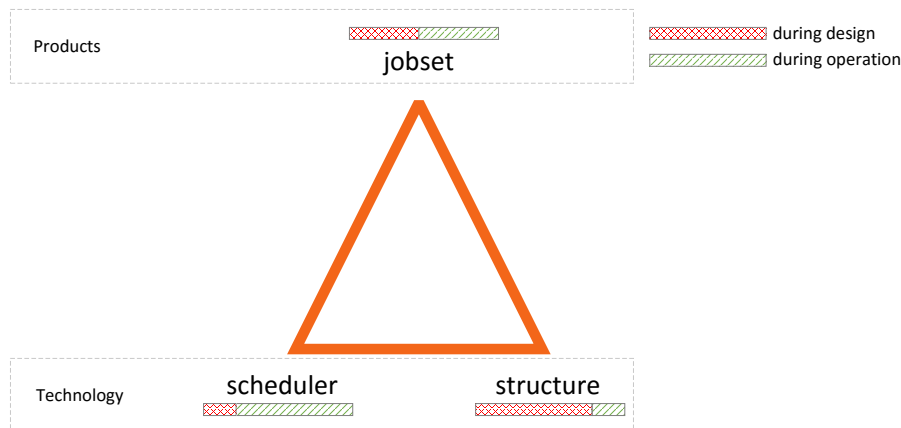 Products
jobset
during design
during operation
Technology
scheduler
structure